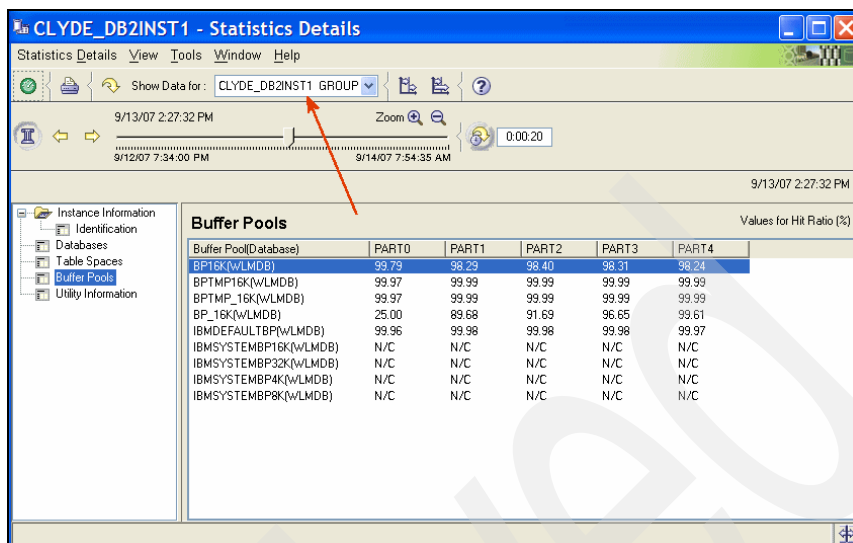 CLYDE_DB2INST1 - Statistics Details
Statistics Details View Tools Window Help
Show Data for: CLYDE_DB2INST1 GROUP
9/13/07 2:27:32 PM Zoom
0:00:20
9/12/07 7:34:00 PM 9/14/07 7:54:35 AM
9/13/07 2:27:32 PM
Instance Information
Identification
Databases
Table Spaces
Buffer Pools
Utility Information
Buffer Pools Values for Hit Ratio (%)
Buffer Pool(Database) PART0 PART1 PART2 PART3 PART4
BP16K(WLMDB) 99.79 98.29 98.40 98.31 98.24
BPTMP16K(WLMDB) 99.97 99.99 99.99 99.99 99.99
BPTMP_16K(WLMDB) 99.97 99.99 99.99 99.99 99.99
BP_16K(WLMDB) 25.00 89.68 91.69 96.65 99.61
IBMDEFAULTBP(WLMDB) 99.96 99.98 99.98 99.98 99.97
IBMSYSTEMBP16K(WLMDB) N/C N/C N/C N/C N/C
IBMSYSTEMBP32K(WLMDB) N/C N/C N/C N/C N/C
IBMSYSTEMBP4K(WLMDB) N/C N/C N/C N/C N/C
IBMSYSTEMBP8K(WLMDB) N/C N/C N/C N/C N/C